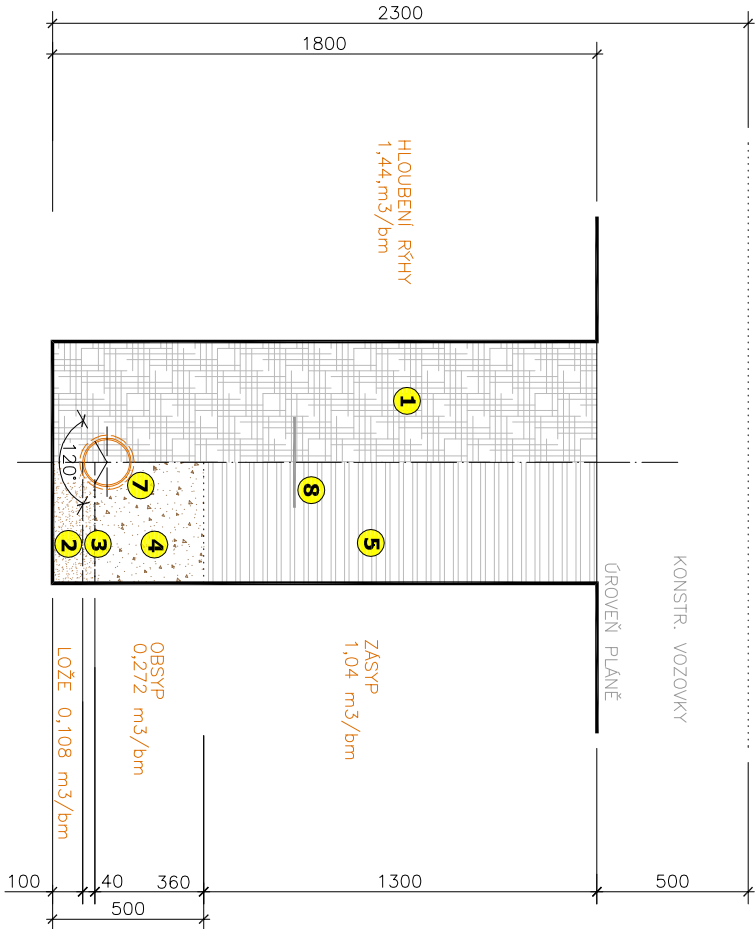 2300
1800
HLOUBENÍ RÝHY
1,44,m3/bm
1
8
7
5
4
3
2
120°
KONSTR. VOZOVKY
ÚROVEŇ PLÁNĚ
ZÁSYP
1,04 m3/bm
OBSYP
0,272 m3/bm
LOŽE 0,108 m3/bm
100
40
360
1300
500
500